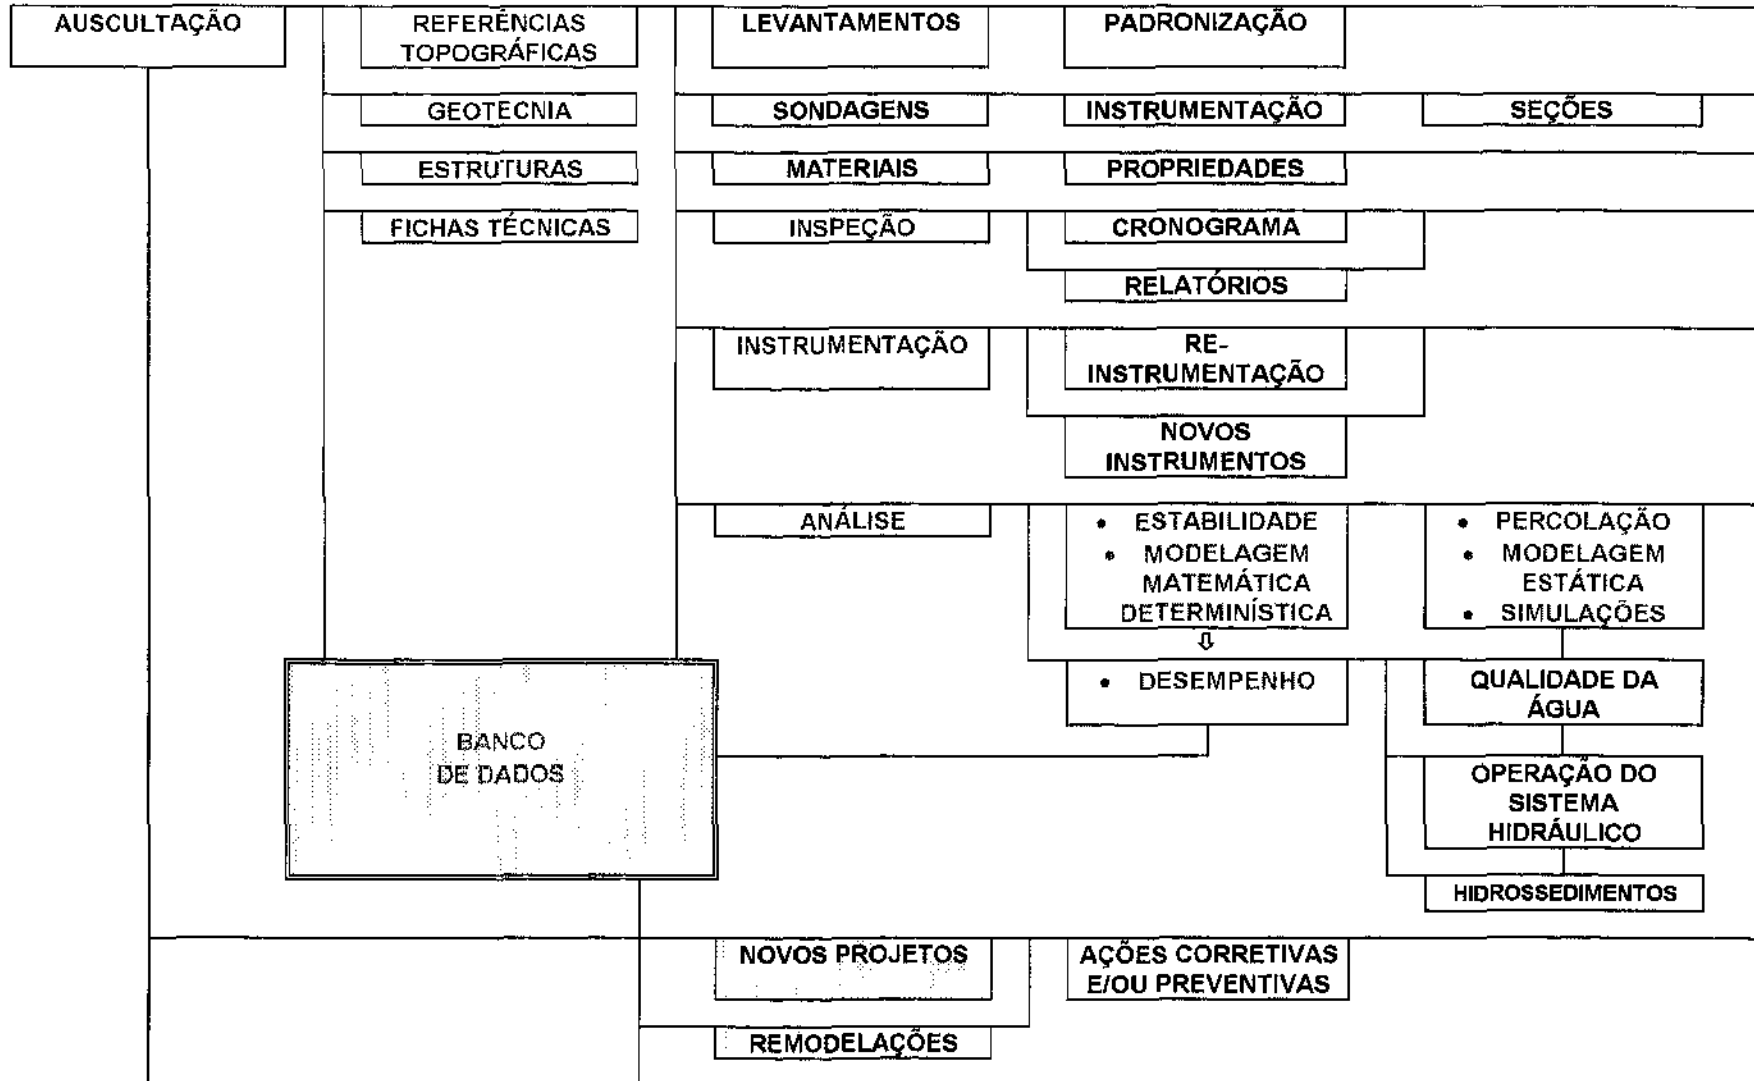 AUSCULTAÇÃO
REFERÊNCIAS
TOPOGRÁFICAS
LEVANTAMENTOS
PADRONIZAÇÃO
GEOTECNIA
SONDAGENS
INSTRUMENTAÇÃO
SEÇÕES
ESTRUTURAS
MATERIAIS
PROPRIEDADES
FICHAS TÉCNICAS
INSPEÇÃO
CRONOGRAMA
RELATÓRIOS
INSTRUMENTAÇÃO
RE-
INSTRUMENTAÇÃO
NOVOS
INSTRUMENTOS
ANÁLISE
• ESTABILIDADE
• MODELAGEM
MATEMÁTICA
DETERMINÍSTICA
⇩
• PERCOLAÇÃO
• MODELAGEM
ESTÁTICA
• SIMULAÇÕES
• DESEMPENHO
QUALIDADE DA
ÁGUA
BANCO
DE DADOS
OPERAÇÃO DO
SISTEMA
HIDRÁULICO
HIDROSSEDIMENTOS
NOVOS PROJETOS
AÇÕES CORRETIVAS
E/OU PREVENTIVAS
REMODELAÇÕES